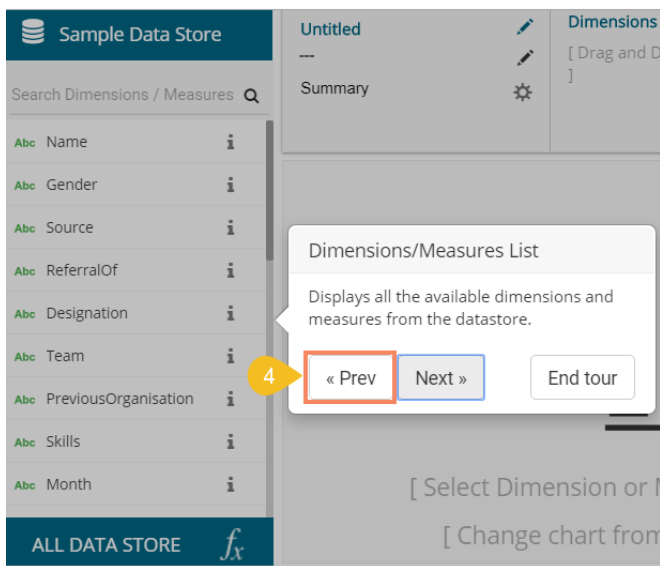 Sample Data Store
Search Dimensions / Measures
Abc Name
Abc Gender
Abc Source
Abc ReferralOf
Abc Designation
Abc Team
Abc PreviousOrganisation
Abc Skills
Abc Month
ALL DATA STORE fx
Untitled
---
Summary
Dimensions
[ Drag and D
]
Dimensions/Measures List
Displays all the available dimensions and
measures from the datastore.
4
« Prev Next » End tour
[ Select Dimension or
[ Change chart from